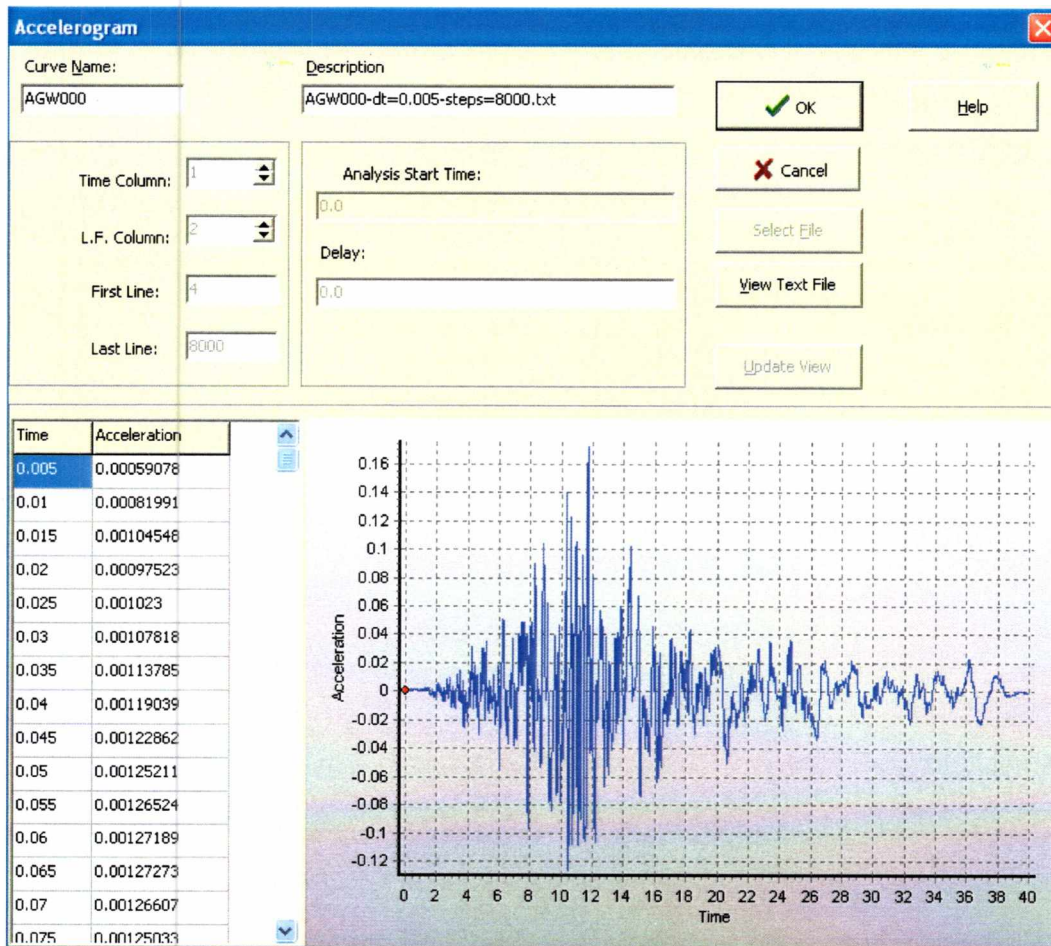 Accelerogram
Curve Name:
Description
AGW000
AGW000-dt=0.005-steps=8000.txt
OK
Help
Time Column:
1
Analysis Start Time:
Cancel
0.0
L.F. Column:
2
Select File
Delay:
First Line:
4
0.0
View Text File
Last Line:
8000
Update View
Time Acceleration
0.005 0.00059078
0.01 0.00081991
0.015 0.00104548
0.02 0.00097523
0.025 0.001023
0.03 0.00107818
0.035 0.00113785
0.04 0.00119039
0.045 0.00122862
0.05 0.00125211
0.055 0.00126524
0.06 0.00127189
0.065 0.00127273
0.07 0.00126607
0.075 0.00125033
Acceleration
0.16
0.14
0.12
0.1
0.08
0.06
0.04
0.02
0
-0.02
-0.04
-0.06
-0.08
-0.1
-0.12
0 2 4 6 8 10 12 14 16 18 20 22 24 26 28 30 32 34 36 38 40
Time